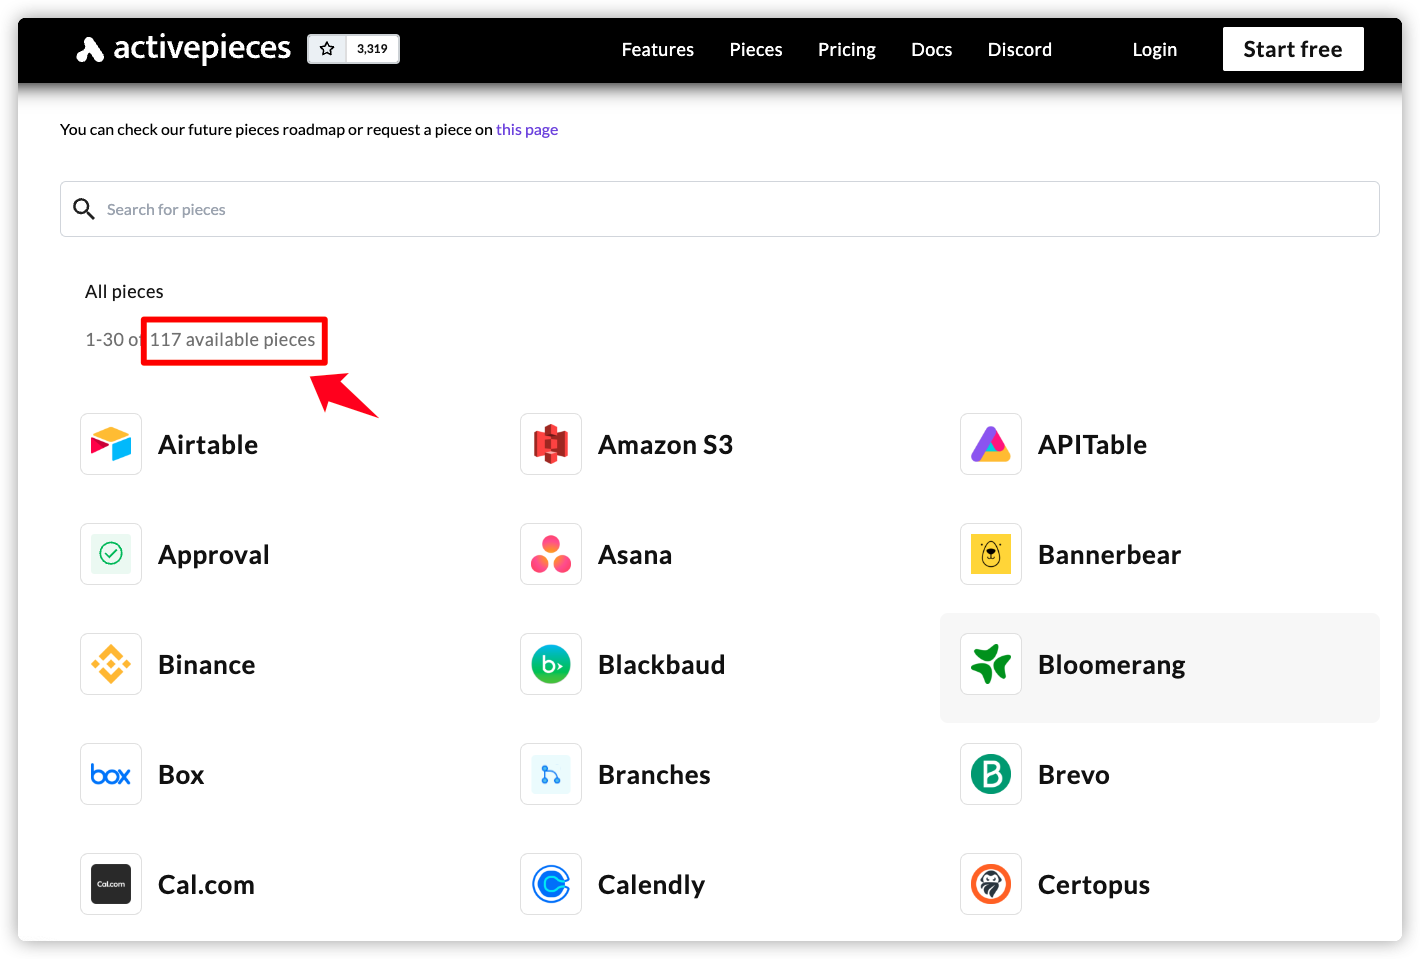 activepieces 3,319 Features Pieces Pricing Docs Discord Login Start free
You can check our future pieces roadmap or request a piece on this page
Search for pieces
All pieces
1-30 of 117 available pieces
Airtable Amazon S3 APITable
Approval Asana Bannerbear
Binance b Blackbaud Bloomerang
box Box Branches B Brevo
Cal.com Cal.com Calendly Certopus